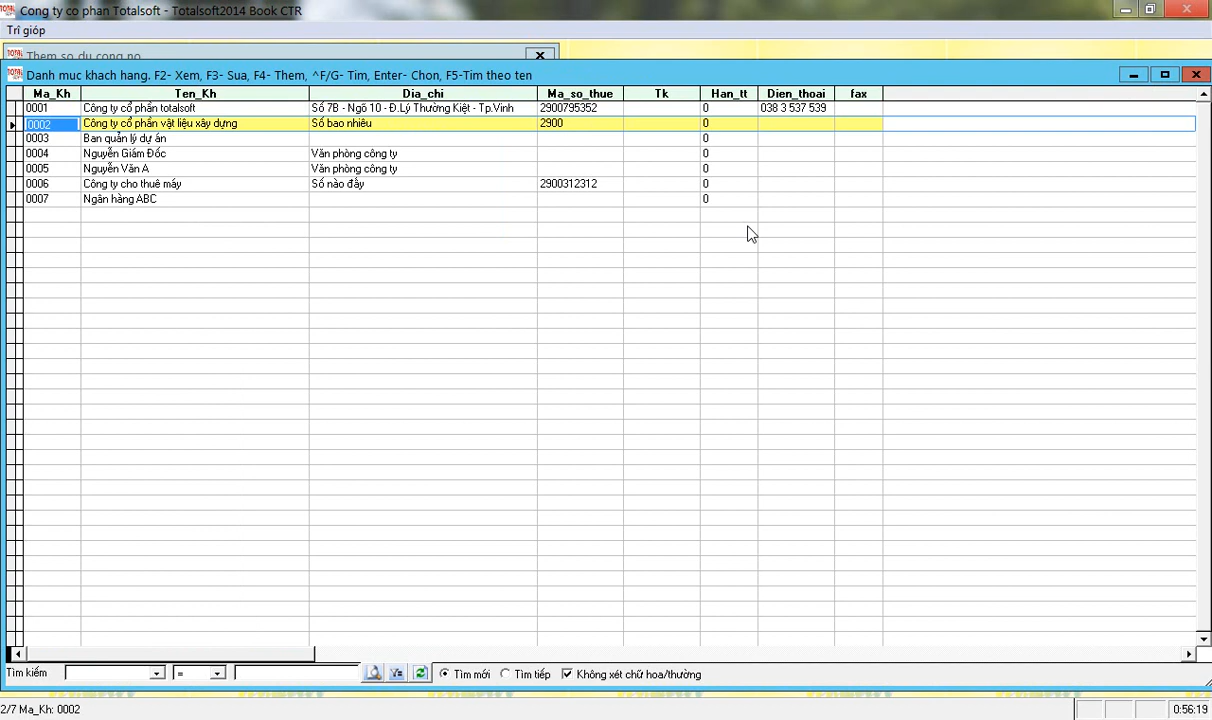 Cong ty co phan Totalsoft - Totalsoft2014 Book CTR
Trî gióp
Them so du cong no
Danh muc khach hang. F2- Xem, F3- Sua, F4- Them, ^F/G- Tim, Enter- Chon, F5-Tim theo ten
Ma_Kh Ten_Kh Dia_chi Ma_so_thue Tk Han_tt Dien_thoai fax
0001 Công ty cổ phần totalsoft Số 7B - Ngõ 10 - Đ.Lý Thường Kiệt - Tp.Vinh 2900795352 0 038 3 537 539
0002 Công ty cổ phần vật liệu xây dựng Số bao nhiêu 2900 0
0003 Ban quản lý dự án 0
0004 Nguyễn Giám Đốc Văn phòng công ty 0
0005 Nguyễn Văn A Văn phòng công ty 0
0006 Công ty cho thuê máy Số nào đấy 2900312312 0
0007 Ngân hàng ABC 0
Tìm kiếm = Tìm mới Tìm tiếp Không xét chữ hoa/thường
2/7 Ma_Kh: 0002 0:56:19